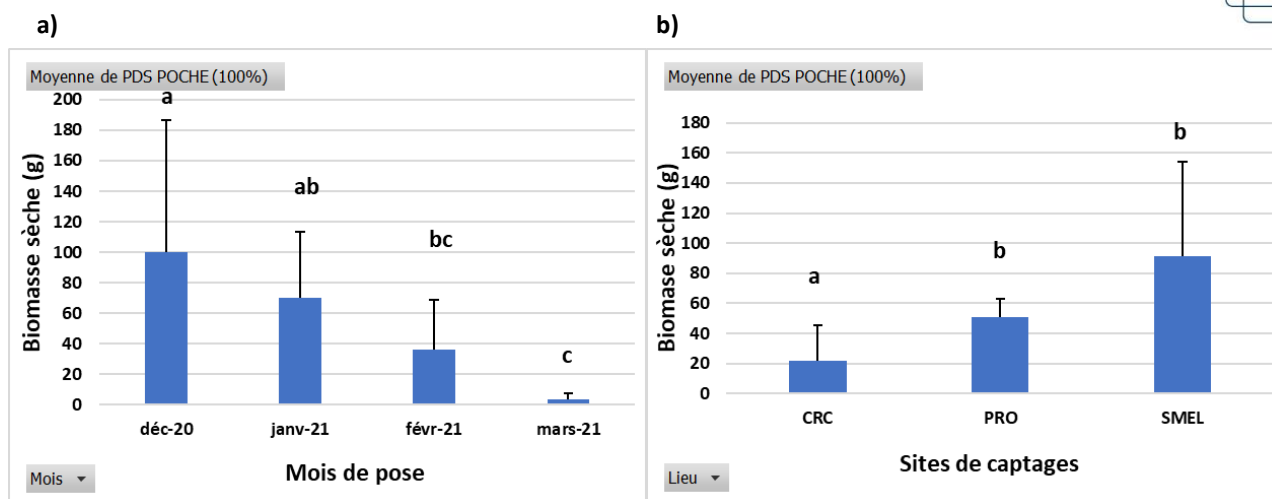 a)
Moyenne de PDS POCHE (100%)
Biomasse sèche (g)
200
180
160
140
120
100
80
60
40
20
0
a
ab
bc
c
déc-20
janv-21
févr-21
mars-21
Mois de pose
Mois
b)
Moyenne de PDS POCHE (100%)
Biomase sèche (g)
180
160
140
120
100
80
60
40
20
0
a
b
b
CRC
PRO
SMEL
Sites de captages
Lieu